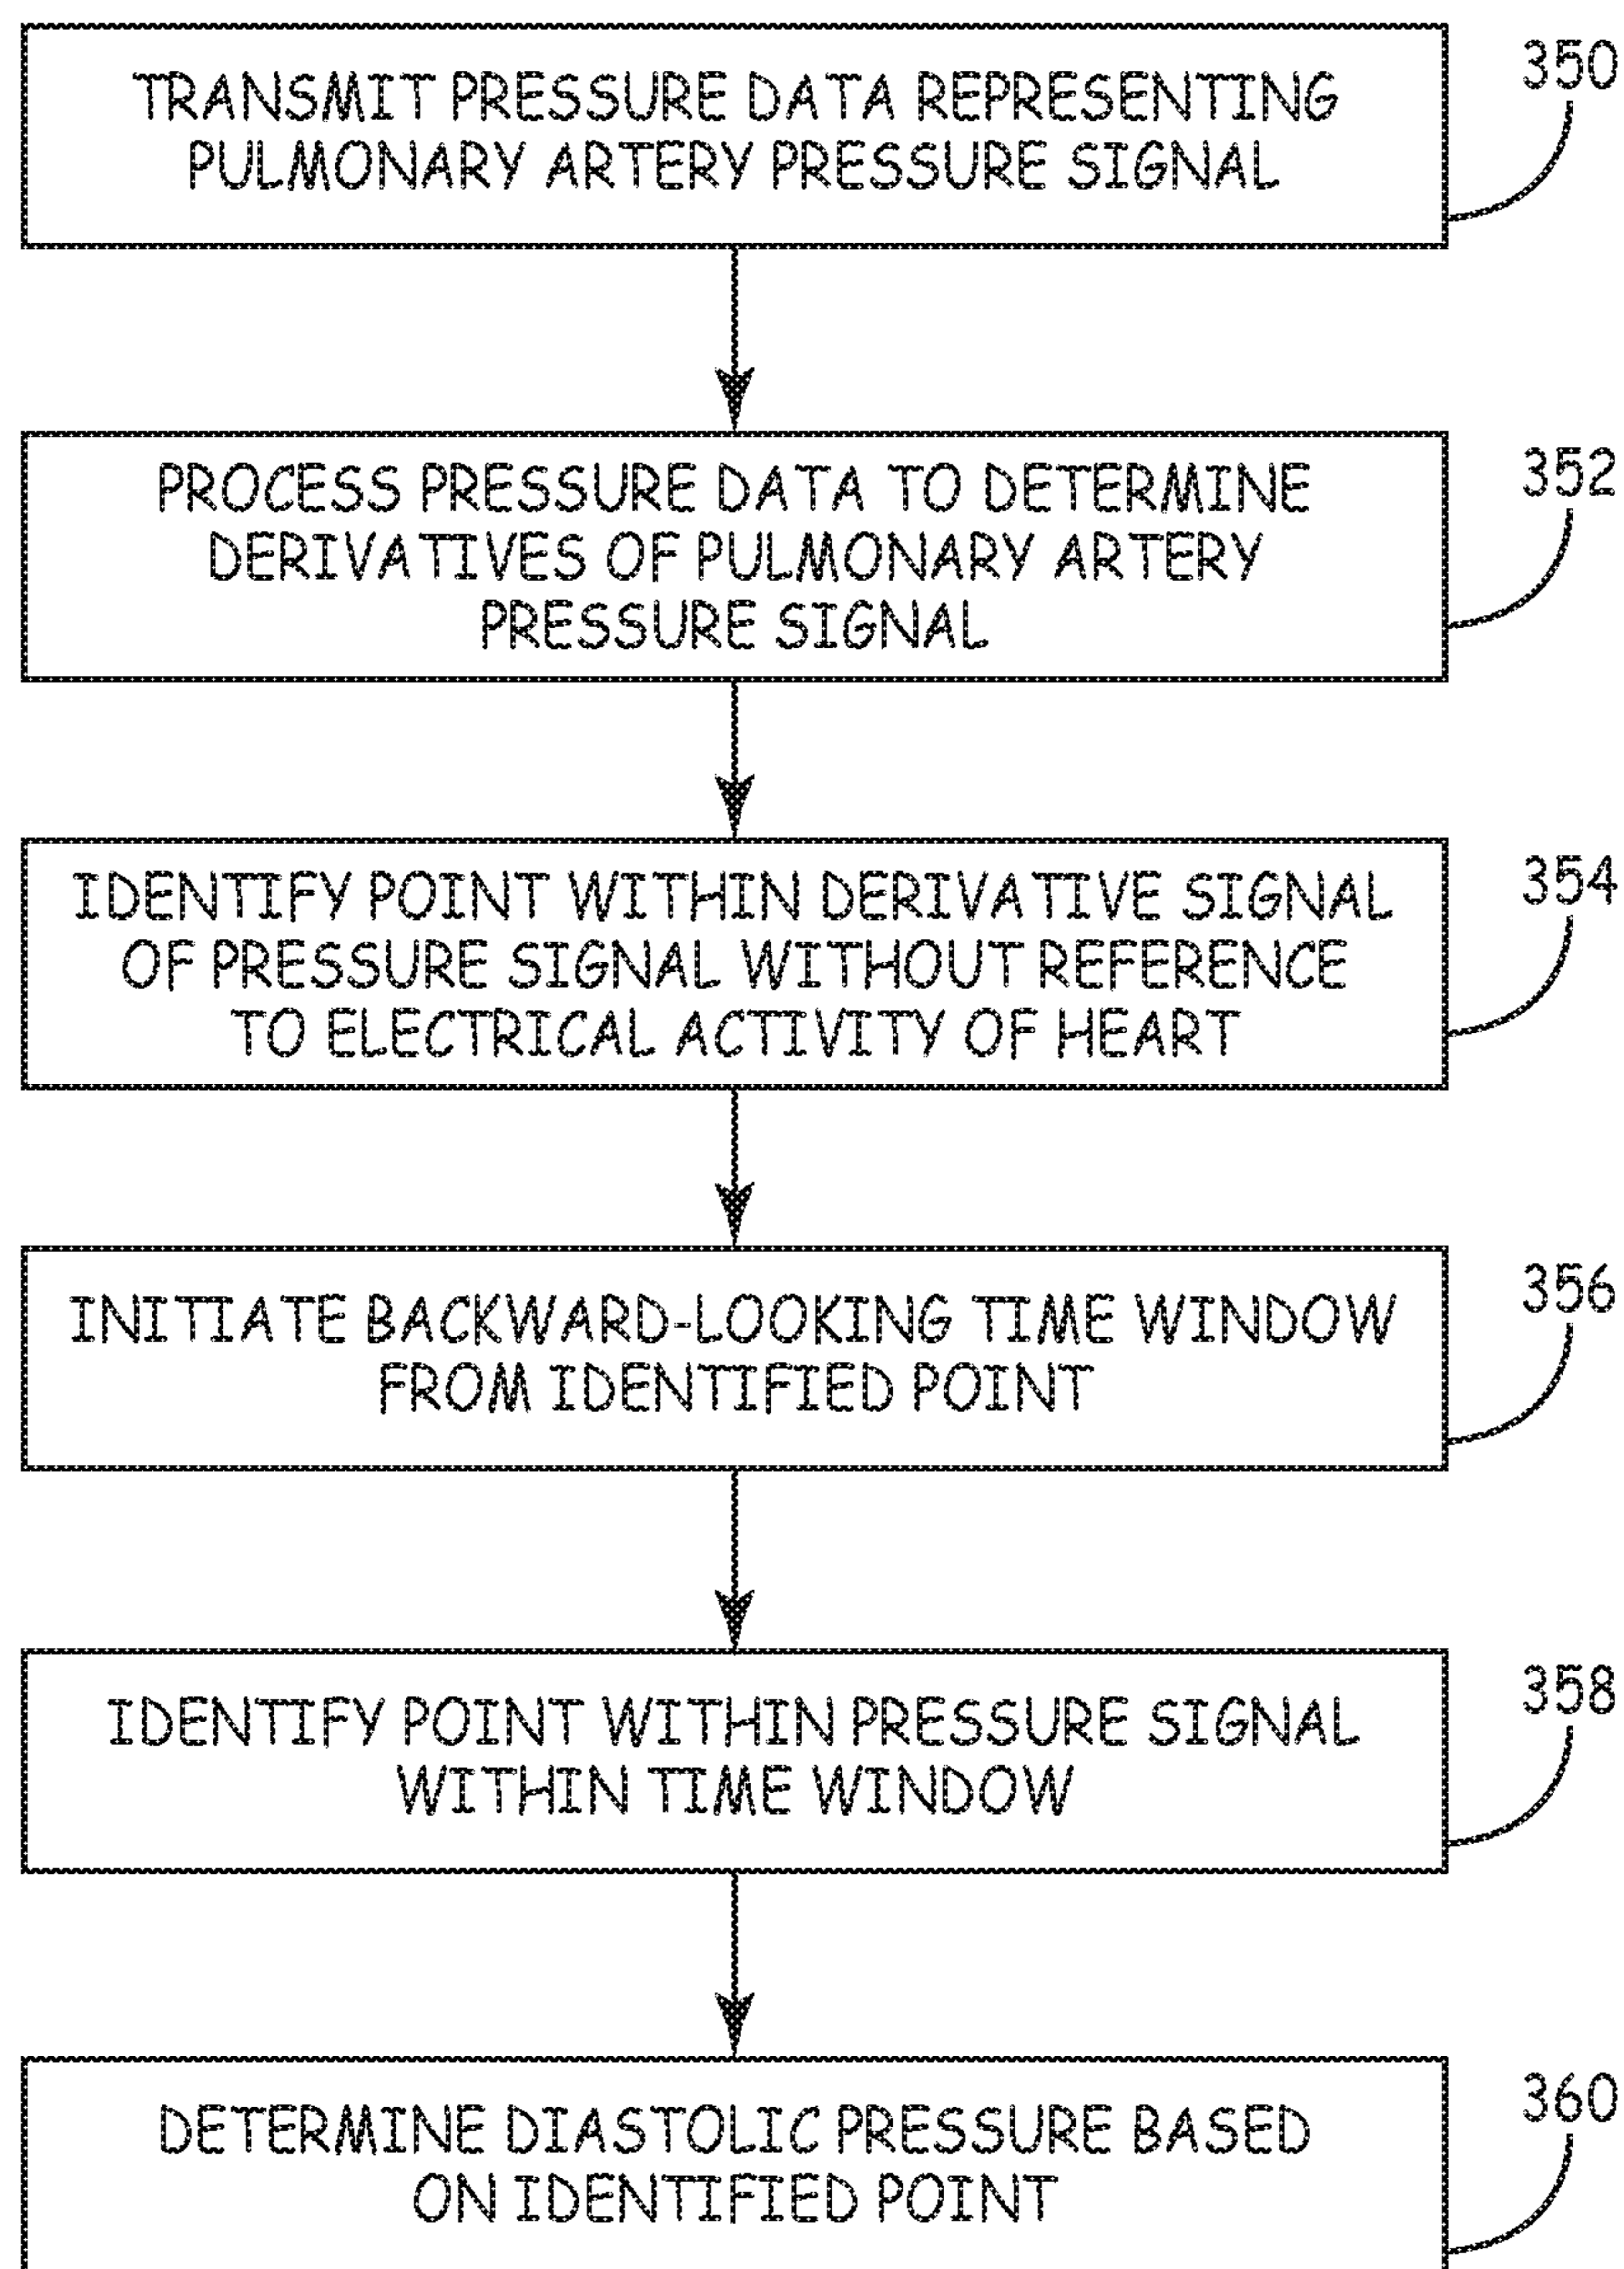 TRANSMIT PRESSURE DATA REPRESENTING
PULMONARY ARTERY PRESSURE SIGNAL
350
PROCESS PRESSURE DATA TO DETERMINE
DERIVATIVES OF PULMONARY ARTERY
PRESSURE SIGNAL
352
IDENTIFY POINT WITHIN DERIVATIVE SIGNAL
OF PRESSURE SIGNAL WITHOUT REFERENCE
TO ELECTRICAL ACTIVITY OF HEART
354
INITIATE BACKWARD-LOOKING TIME WINDOW
FROM IDENTIFIED POINT
356
IDENTIFY POINT WITHIN PRESSURE SIGNAL
WITHIN TIME WINDOW
358
DETERMINE DIASTOLIC PRESSURE BASED
ON IDENTIFIED POINT
360